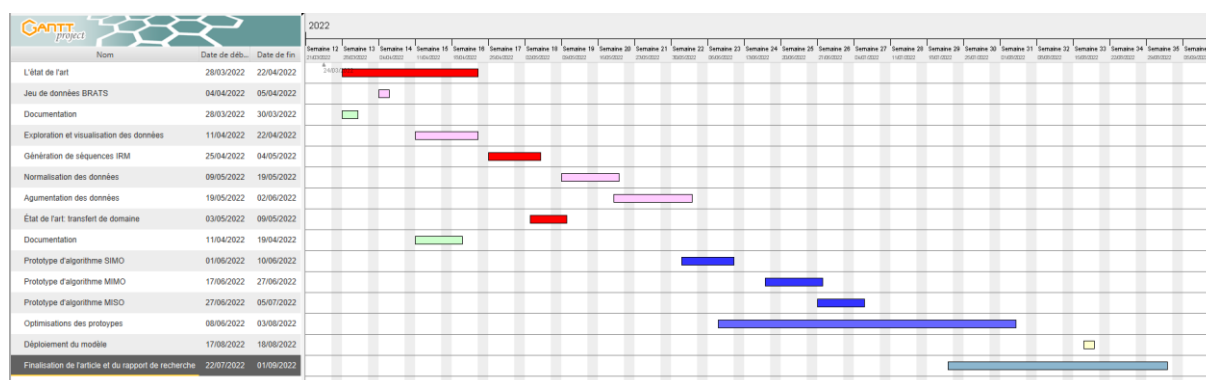 GANTT
project
2022
Nom Date de déb... Date de fin
Semaine 12 Semaine 13 Semaine 14 Semaine 15 Semaine 16 Semaine 17 Semaine 18 Semaine 19 Semaine 20 Semaine 21 Semaine 22 Semaine 23 Semaine 24 Semaine 25 Semaine 26 Semaine 27 Semaine 28 Semaine 29 Semaine 30 Semaine 31 Semaine 32 Semaine 33 Semaine 34 Semaine 35 Semaine
L'état de l'art 28/03/2022 22/04/2022
Jeu de données BRATS 04/04/2022 05/04/2022
Documentation 28/03/2022 30/03/2022
Exploration et visualisation des données 11/04/2022 22/04/2022
Génération de séquences IRM 25/04/2022 04/05/2022
Normalisation des données 09/05/2022 19/05/2022
Agumentation des données 19/05/2022 02/06/2022
État de l'art: transfert de domaine 03/05/2022 09/05/2022
Documentation 11/04/2022 19/04/2022
Prototype d'algorithme SIMO 01/06/2022 10/06/2022
Prototype d'algorithme MIMO 17/06/2022 27/06/2022
Prototype d'algorithme MISO 27/06/2022 05/07/2022
Optimisations des protoypes 08/06/2022 03/08/2022
Déploiement du modèle 17/08/2022 18/08/2022
Finalisation de l'article et du rapport de recherche 22/07/2022 01/09/2022